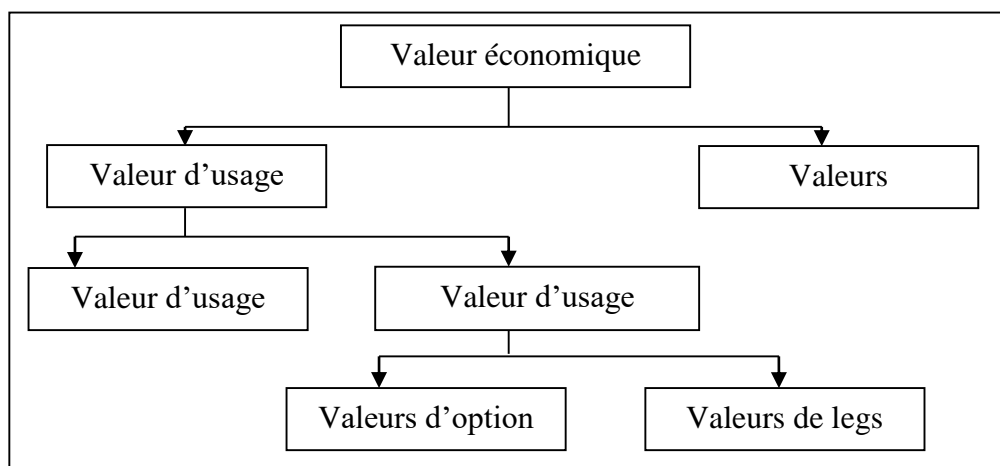 Valeur économique
Valeur d’usage
Valeurs
Valeur d’usage
Valeur d’usage
Valeurs d’option
Valeurs de legs